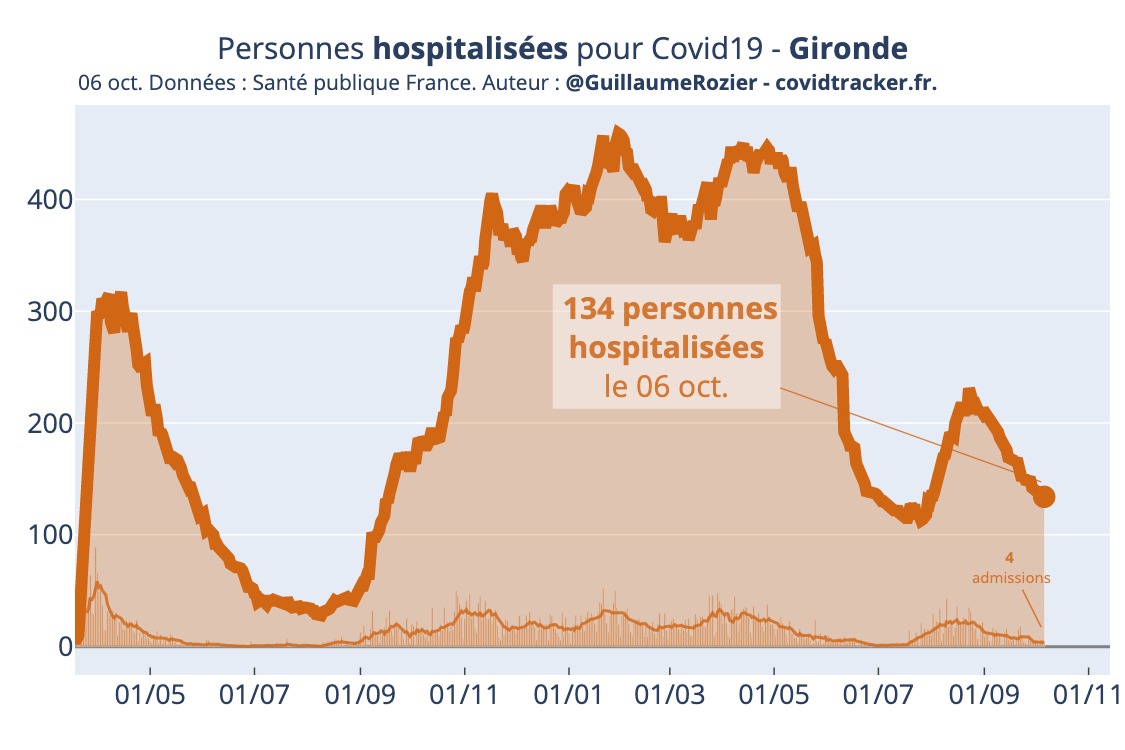 Personnes hospitalisées pour Covid19 - Gironde
06 oct. Données : Santé publique France. Auteur : @GuillaumeRozier - covidtracker.fr.
400
300
200
100
0
134 personnes
hospitalisées
le 06 oct.
4
admissions
01/05 01/07 01/09 01/11 01/01 01/03 01/05 01/07 01/09 01/11